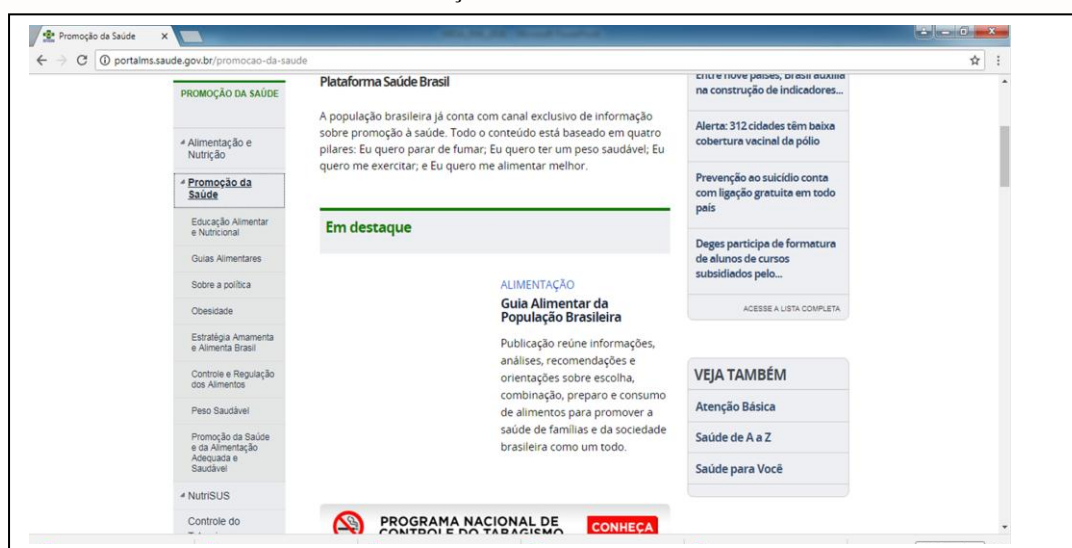 Promoção da Saúde
portalms.saude.gov.br/promocao-da-saude
PROMOÇÃO DA SAÚDE
Alimentação e
Nutrição
Promoção da
Saúde
Educação Alimentar
e Nutricional
Guias Alimentares
Sobre a política
Obesidade
Estratégia Amamenta
e Alimenta Brasil
Controle e Regulação
dos Alimentos
Peso Saudável
Promoção da Saúde
e da Alimentação
Adequada e
Saudável
NutriSUS
Controle do
Plataforma Saúde Brasil
A população brasileira já conta com canal exclusivo de informação
sobre promoção à saúde. Todo o conteúdo está baseado em quatro
pilares: Eu quero parar de fumar; Eu quero ter um peso saudável; Eu
quero me exercitar; e Eu quero me alimentar melhor.
Em destaque
ALIMENTAÇÃO
Guia Alimentar da
População Brasileira
Publicação reúne informações,
análises, recomendações e
orientações sobre escolha,
combinação, preparo e consumo
de alimentos para promover a
saúde de famílias e da sociedade
brasileira como um todo.
PROGRAMA NACIONAL DE
CONTROLE DO TABAGISMO
CONHEÇA
Entre nove países, Brasil auxilia
na construção de indicadores...
Alerta: 312 cidades têm baixa
cobertura vacinal da pólio
Prevenção ao suicídio conta
com ligação gratuita em todo
país
Deges participa de formatura
de alunos de cursos
subsidiados pelo...
ACESSE A LISTA COMPLETA
VEJA TAMBÉM
Atenção Básica
Saúde de A a Z
Saúde para Você